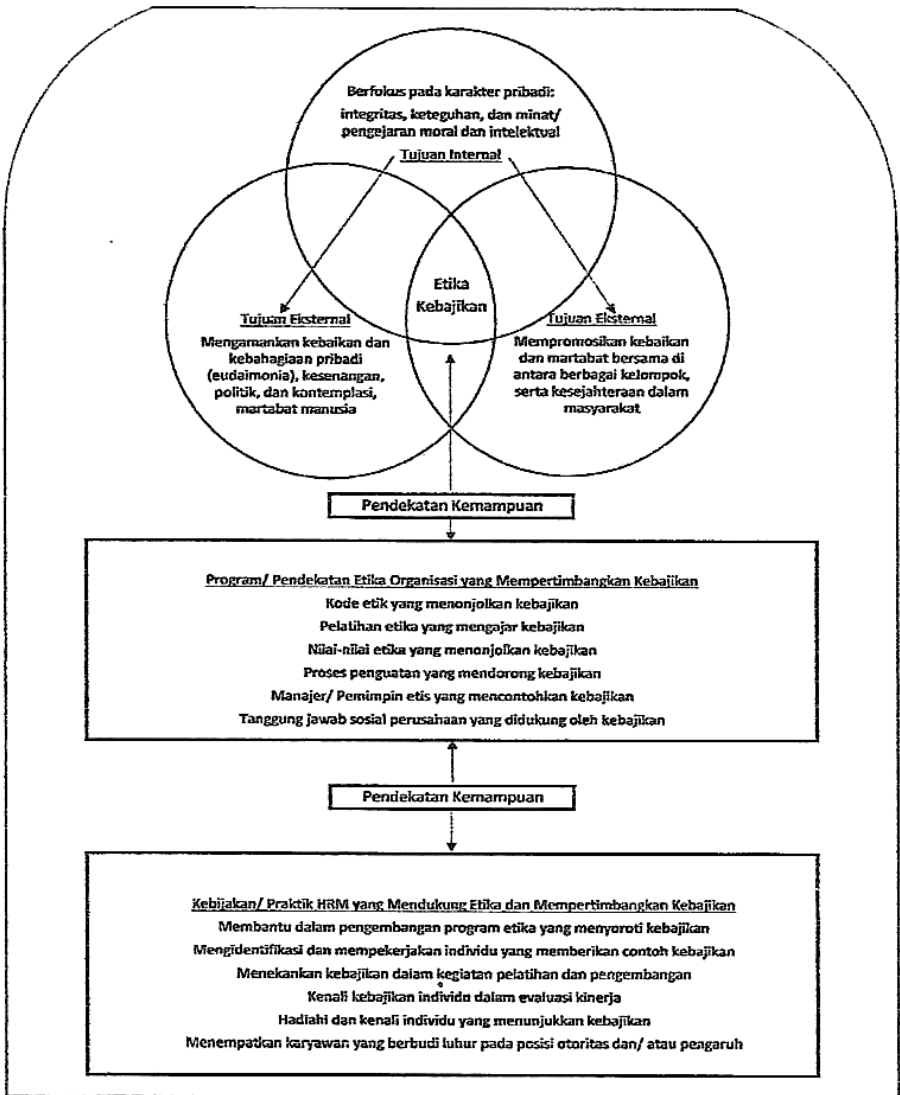 Berfokus pada karakter pribadi:
integritas, keteguhan, dan minat/
pengejaran moral dan intelektual
Tujuan Internal
Etika
Kebajikan
Tujuan Eksternal
Mengamankan kebaikan dan
kebahagiaan pribadi
(eudaimonia), kesenangan,
politik, dan kontemplasi,
martabat manusia
Tujuan Eksternal
Mempromosikan kebaikan
dan martabat bersama di
antara berbagai kelompok,
serta kesejahteraan dalam
masyarakat
Pendekatan Kemampuan
Program/ Pendekatan Etika Organisasi yang Mempertimbangkan Kebajikan
Kode etik yang menonjolkan kebajikan
Pelatihan etika yang mengajar kebajikan
Nilai-nilai etika yang menonjolkan kebajikan
Proses penguatan yang mendorong kebajikan
Manajer/ Pemimpin etis yang mencontohkan kebajikan
Tanggung jawab sosial perusahaan yang didukung oleh kebajikan
Pendekatan Kemampuan
Kebijakan/ Praktik HRM yang Mendukung Etika dan Mempertimbangkan Kebajikan
Membantu dalam pengembangan program etika yang menyoroti kebajikan
Mengidentifikasi dan mempekerjakan individu yang memberikan contoh kebajikan
Menekankan kebajikan dalam kegiatan pelatihan dan pengembangan
Kenali kebajikan individu dalam evaluasi kinerja
Hadiahi dan kenali individu yang menunjukkan kebajikan
Menempatkan karyawan yang berbudi luhur pada posisi otoritas dan/ atau pengaruh